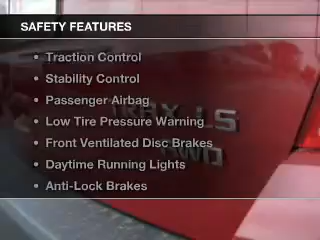 SAFETY FEATURES
• Traction Control
• Stability Control
• Passenger Airbag
• Low Tire Pressure Warning
• Front Ventilated Disc Brakes
• Daytime Running Lights
• Anti-Lock Brakes
LS